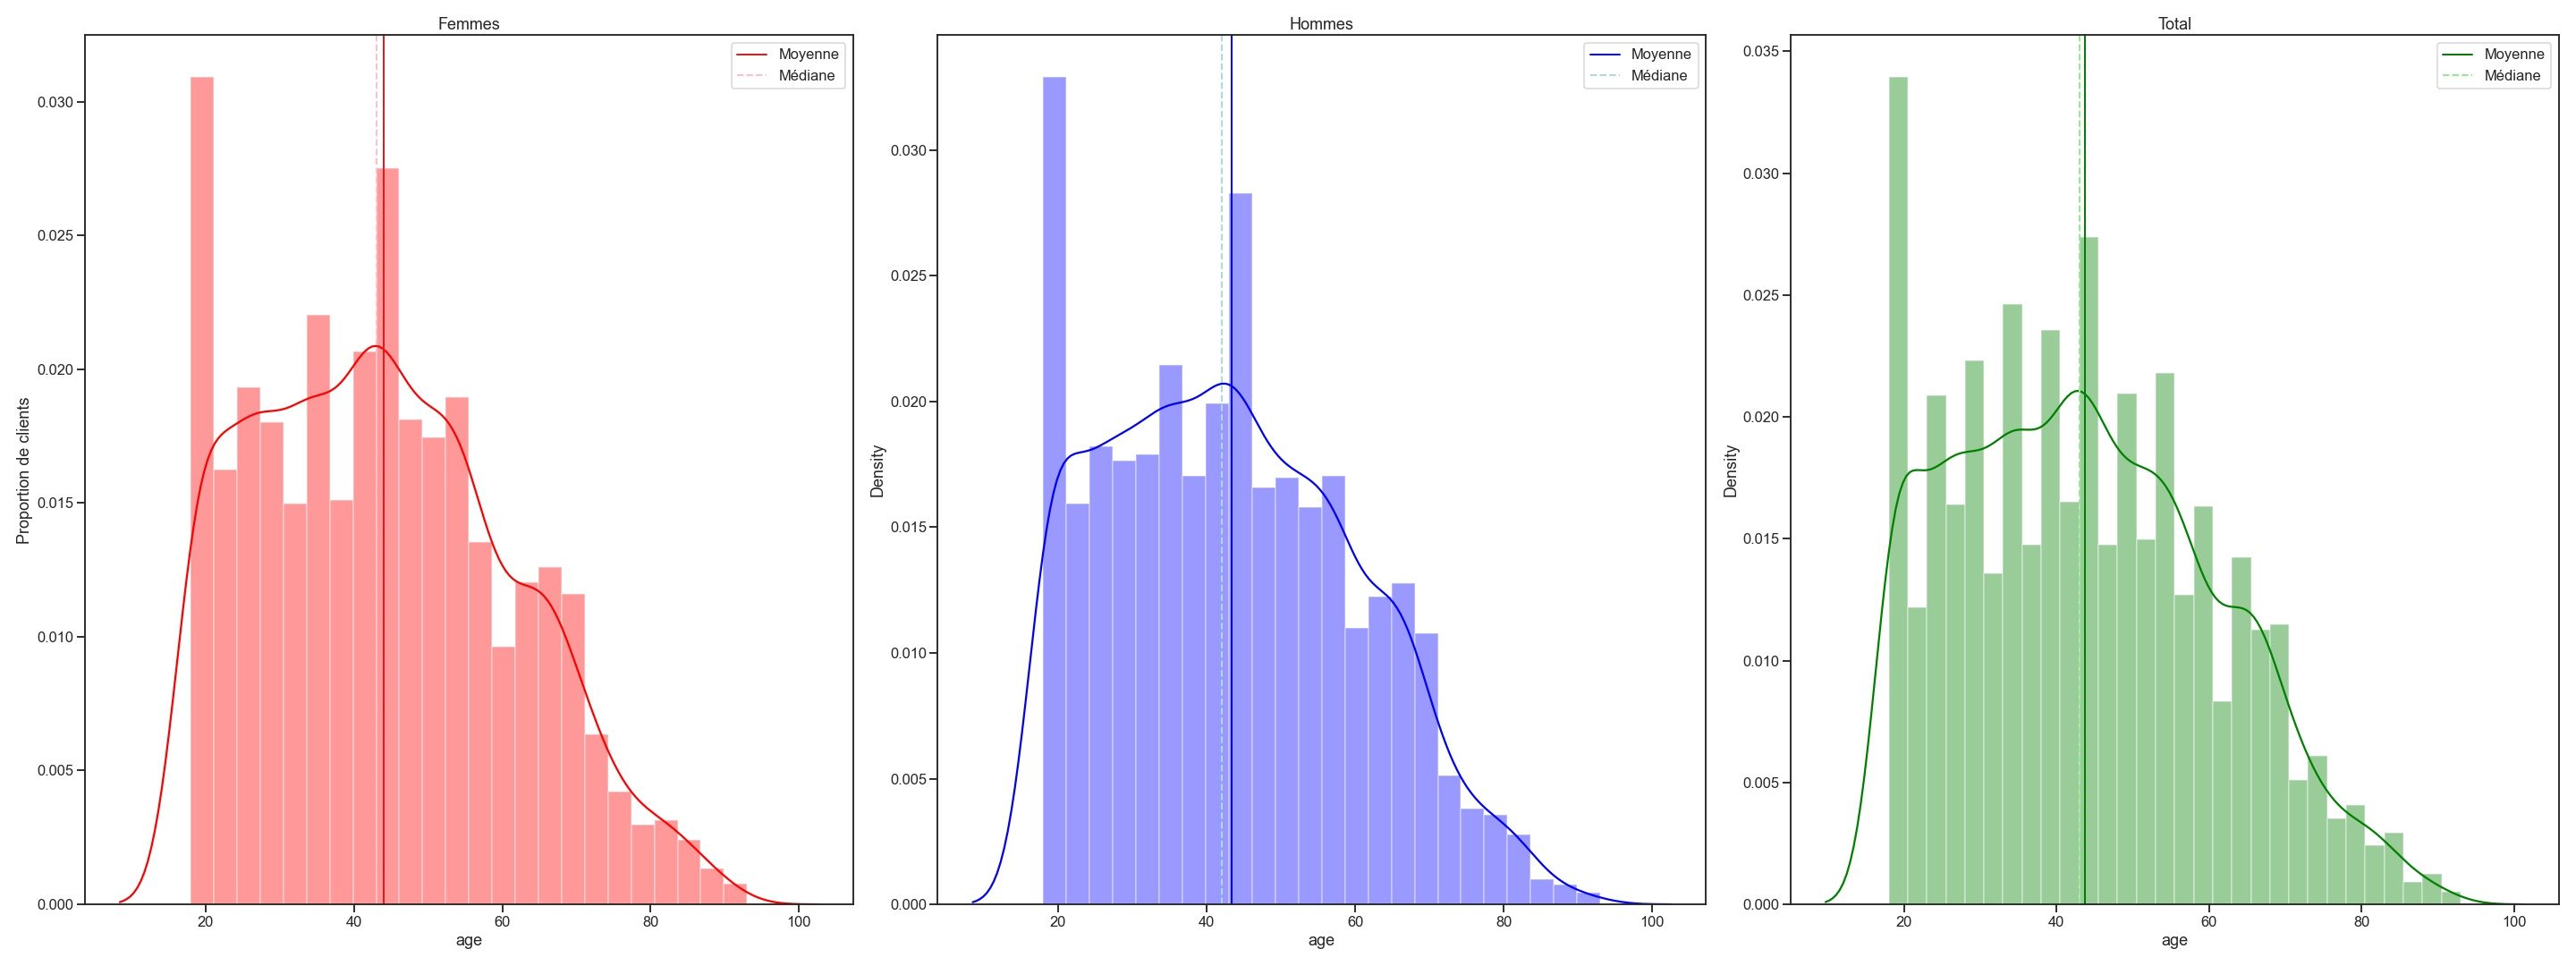 Femmes
Moyenne
Médiane
0.030
0.025
0.020
0.015
0.010
0.005
0.000
Proportion de clients
20
40
60
80
100
age
Hommes
Moyenne
Médiane
0.030
0.025
0.020
0.015
0.010
0.005
0.000
Density
20
40
60
80
100
age
Total
Moyenne
Médiane
0.035
0.030
0.025
0.020
0.015
0.010
0.005
0.000
Density
20
40
60
80
100
age